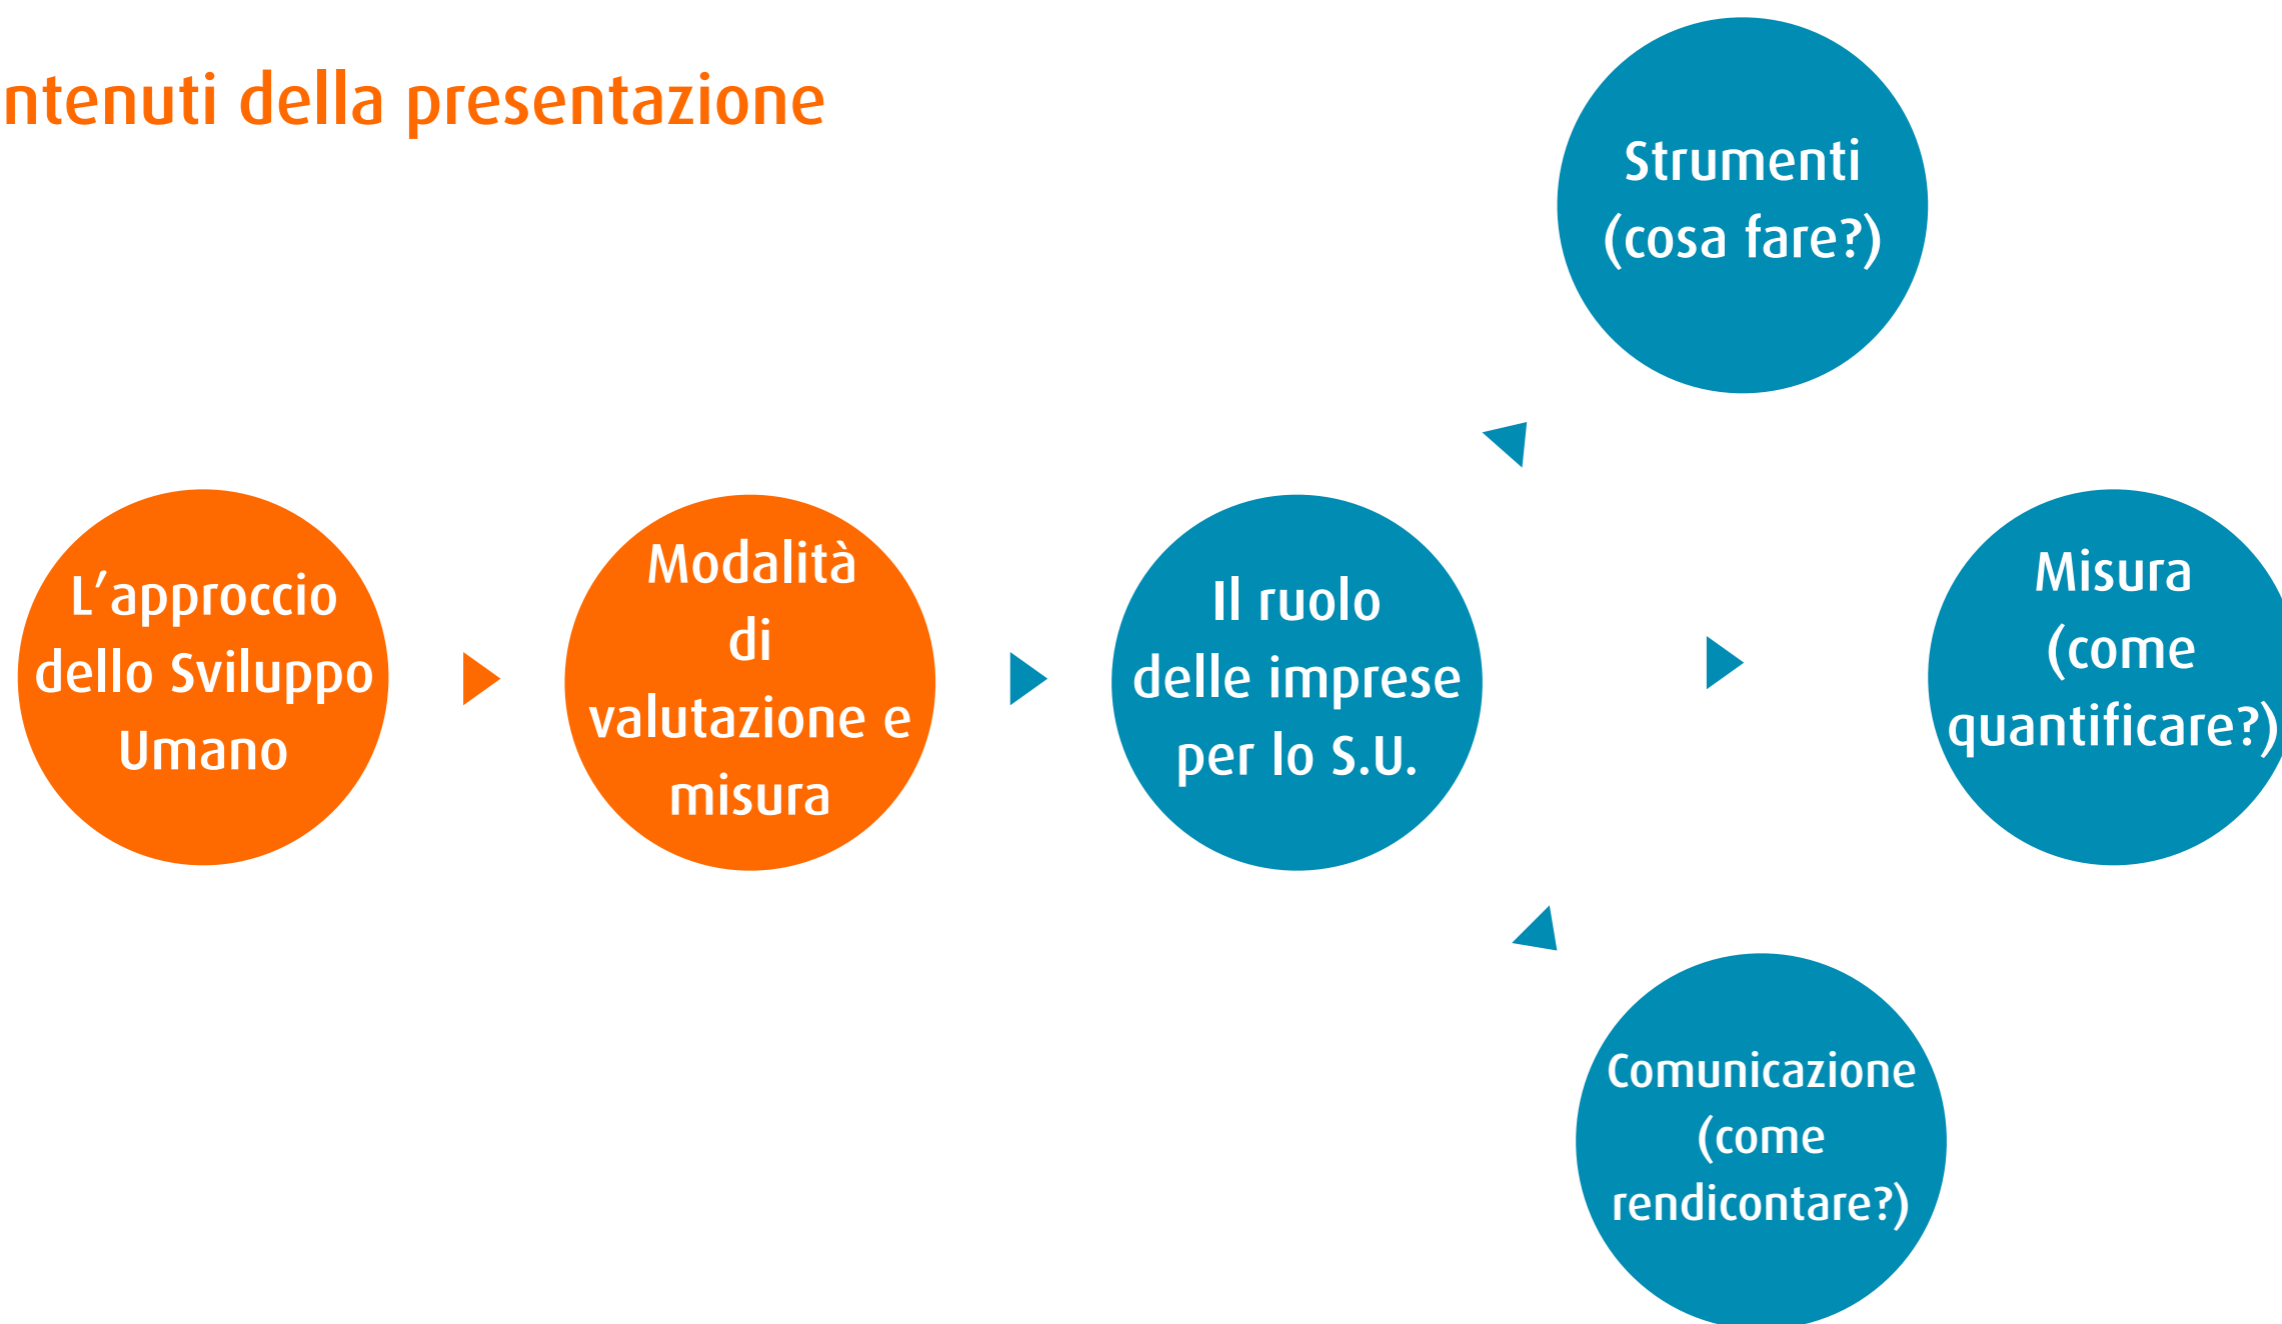 ntenuti della presentazione
Strumenti
(cosa fare?)
L’approccio
dello Sviluppo
Umano
Modalità
di
valutazione e
misura
Il ruolo
delle imprese
per lo S.U.
Misura
(come
quantificare?)
Comunicazione
(come
rendicontare?)